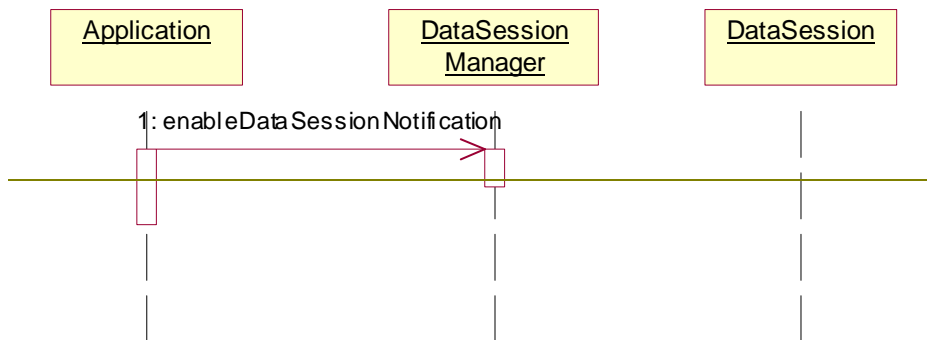 Application
DataSession
Manager
DataSession
1: enableDataSessionNotification